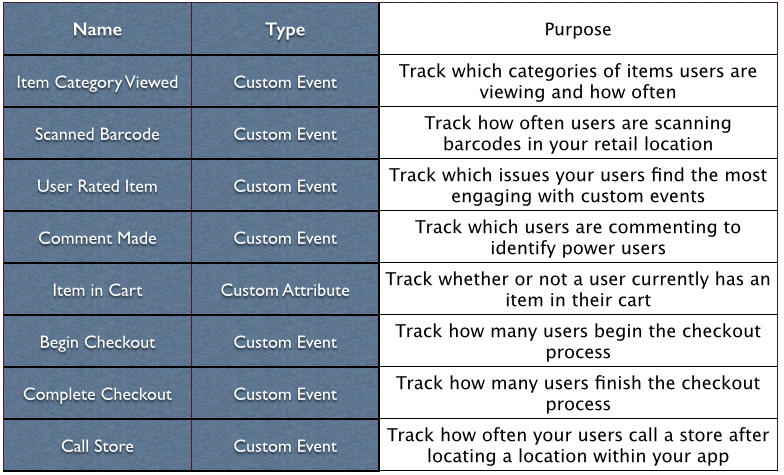 Name Type Purpose
Item Category Viewed Custom Event Track which categories of items users are
viewing and how often
Scanned Barcode Custom Event Track how often users are scanning
barcodes in your retail location
User Rated Item Custom Event Track which issues your users find the most
engaging with custom events
Comment Made Custom Event Track which users are commenting to
identify power users
Item in Cart Custom Attribute Track whether or not a user currently has an
item in their cart
Begin Checkout Custom Event Track how many users begin the checkout
process
Complete Checkout Custom Event Track how many users finish the checkout
process
Call Store Custom Event Track how often your users call a store after
locating a location within your app